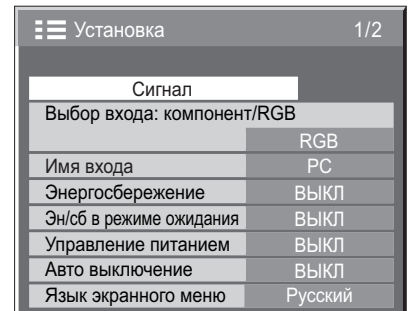 Установка 1/2
Сигнал
Выбор входа: компонент/RGB
RGB
Имя входа PC
Энергосбережение ВЫКЛ
Эн/сб в режиме ожидания ВЫКЛ
Управление питанием ВЫКЛ
Авто выключение ВЫКЛ
Язык экранного меню Русский